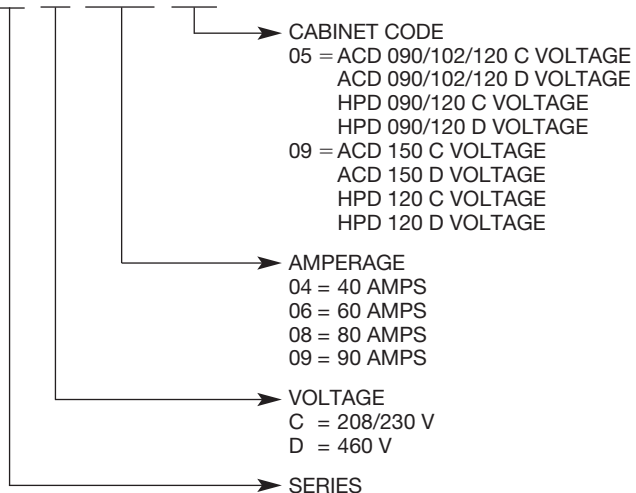 CABINET CODE
05 = ACD 090/102/120 C VOLTAGE
ACD 090/102/120 D VOLTAGE
HPD 090/120 C VOLTAGE
HPD 090/120 D VOLTAGE
09 = ACD 150 C VOLTAGE
ACD 150 D VOLTAGE
HPD 120 C VOLTAGE
HPD 120 D VOLTAGE
AMPERAGE
04 = 40 AMPS
06 = 60 AMPS
08 = 80 AMPS
09 = 90 AMPS
VOLTAGE
C = 208/230 V
D = 460 V
SERIES